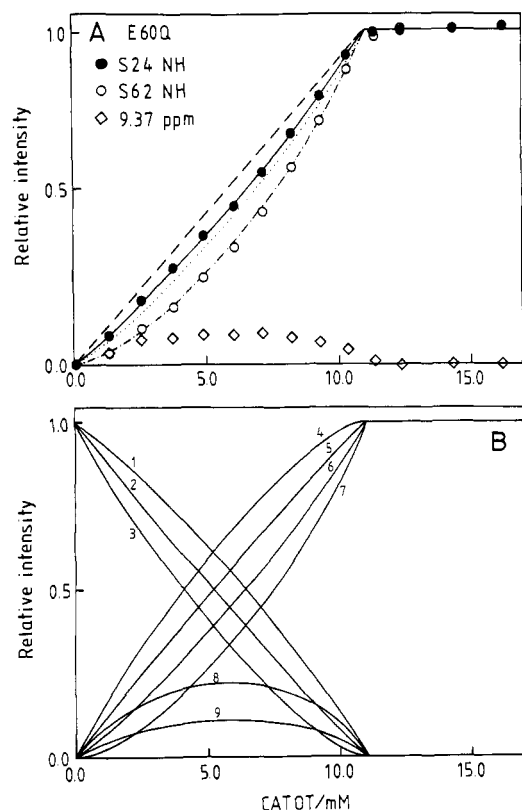 A E60Q
● S24 NH
○ S62 NH
◇ 9.37 ppm
Relative intensity
1.0
0.5
0.0
0.0 5.0 10.0 15.0
B
Relative intensity
1.0
0.5
0.0
1
2
3
4
5
6
7
8
9
0.0 5.0 10.0 15.0
CATOT/mM